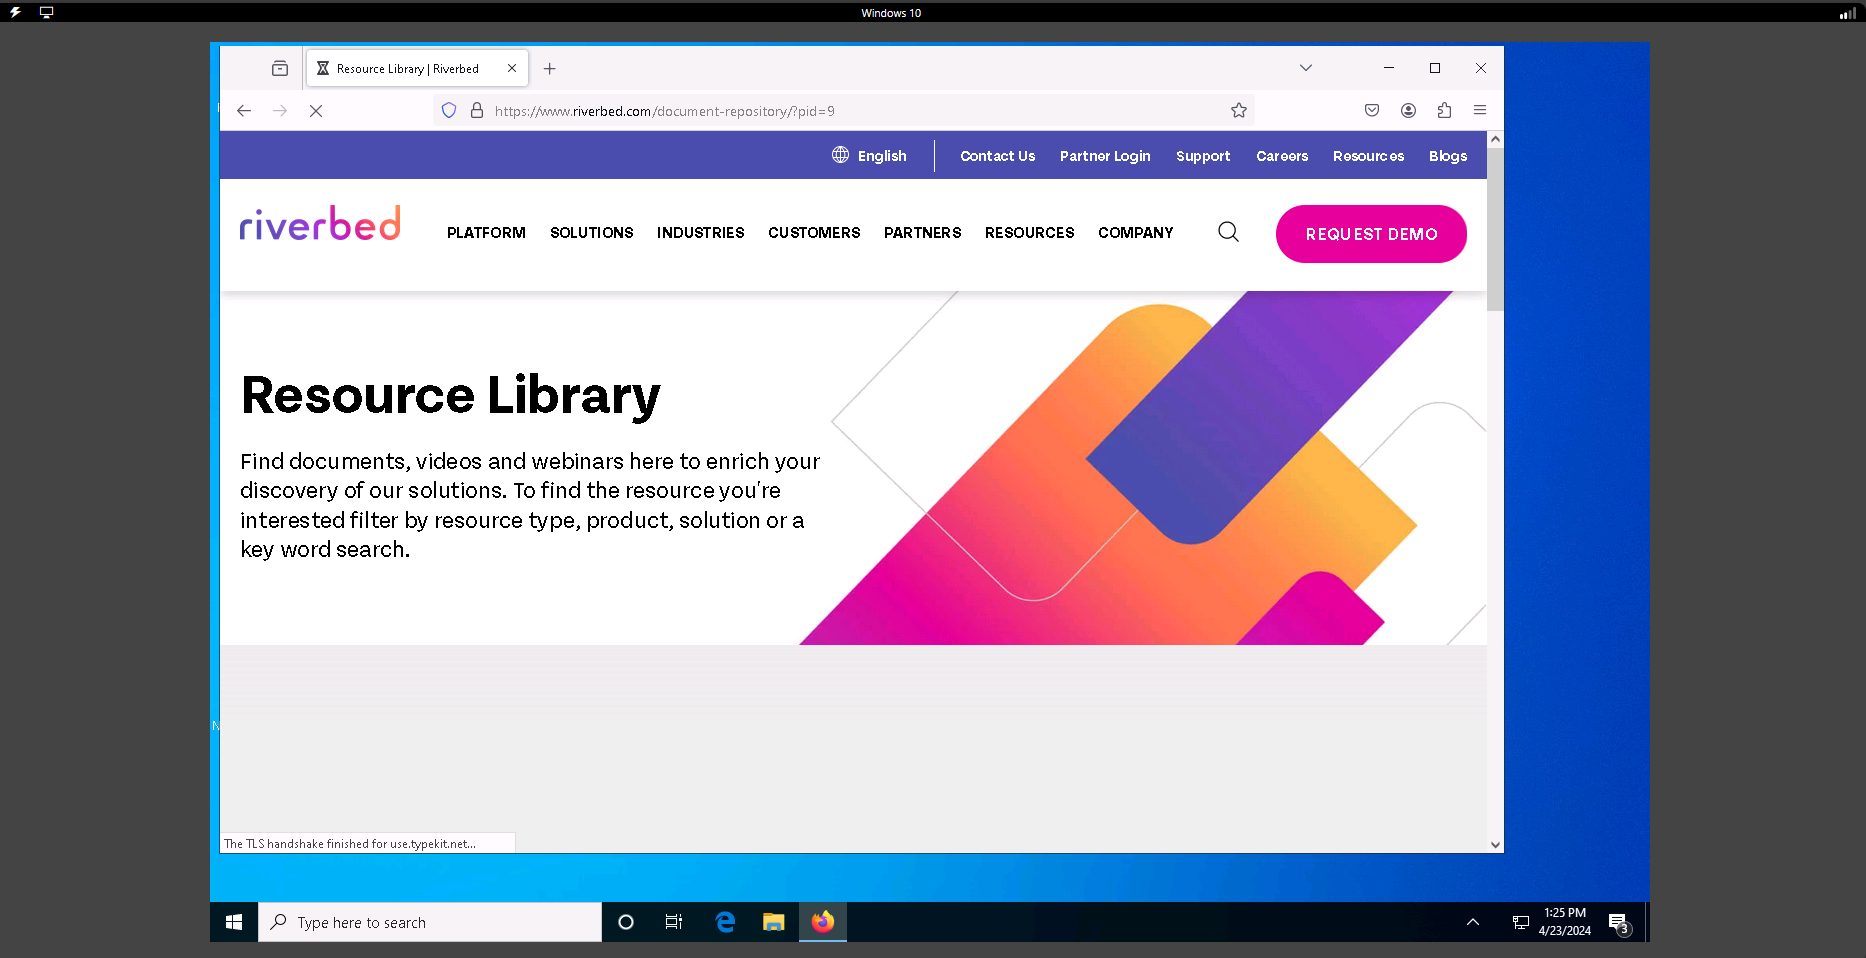 Windows 10
Resource Library | Riverbed
https://www.riverbed.com/document-repository/?pid=9
English
Contact Us Partner Login Support Careers Resources Blogs
riverbed
PLATFORM SOLUTIONS INDUSTRIES CUSTOMERS PARTNERS RESOURCES COMPANY
REQUEST DEMO
Resource Library
Find documents, videos and webinars here to enrich your
discovery of our solutions. To find the resource you're
interested filter by resource type, product, solution or a
key word search.
N
The TLS handshake finished for use.typekit.net...
Type here to search
1:25 PM
4/23/2024
3